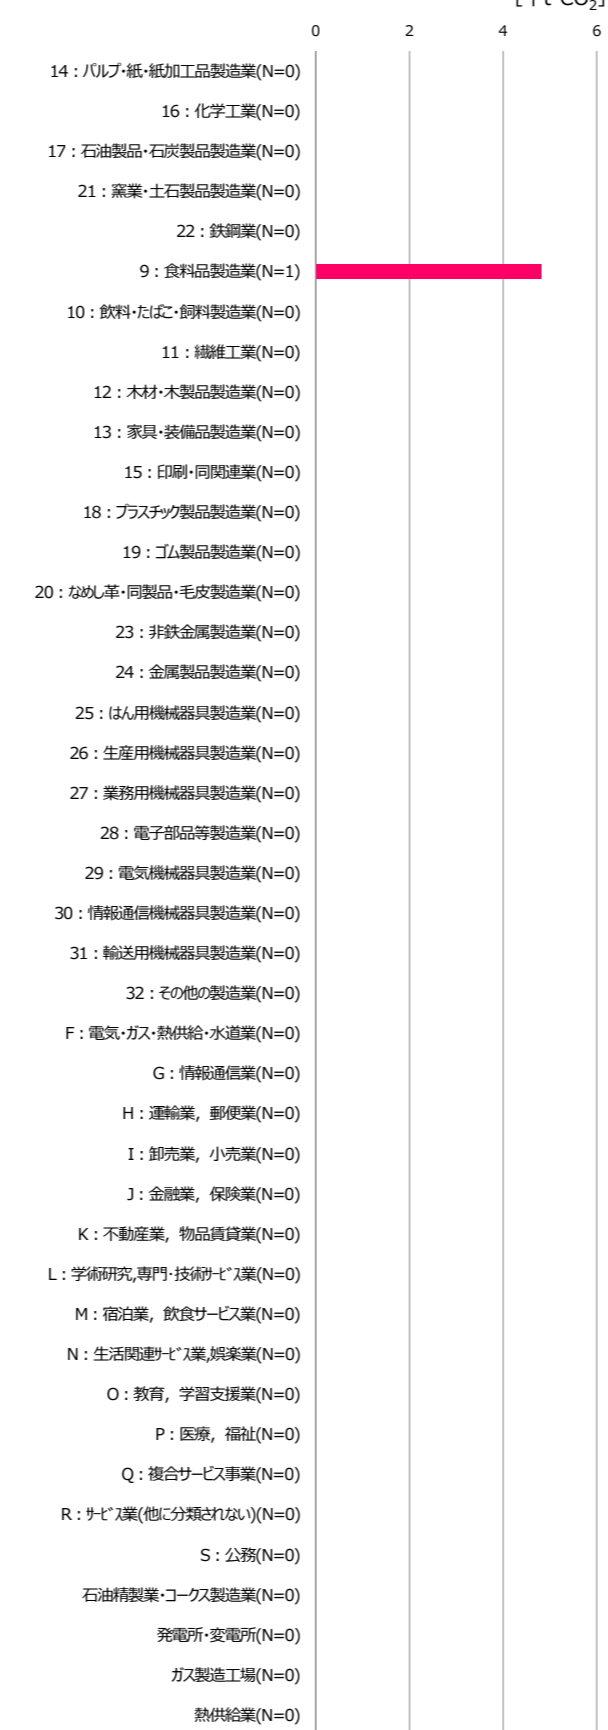 t-CO2]
0 2 4 6
14：パルプ・紙・紙加工品製造業(N=0)
16：化学工業(N=0)
17：石油製品・石炭製品製造業(N=0)
21：窯業・土石製品製造業(N=0)
22：鉄鋼業(N=0)
9：食料品製造業(N=1)
10：飲料・たばこ・飼料製造業(N=0)
11：繊維工業(N=0)
12：木材・木製品製造業(N=0)
13：家具・装備品製造業(N=0)
15：印刷・同関連業(N=0)
18：プラスチック製品製造業(N=0)
19：ゴム製品製造業(N=0)
20：なめし革・同製品・毛皮製造業(N=0)
23：非鉄金属製造業(N=0)
24：金属製品製造業(N=0)
25：はん用機械器具製造業(N=0)
26：生産用機械器具製造業(N=0)
27：業務用機械器具製造業(N=0)
28：電子部品等製造業(N=0)
29：電気機械器具製造業(N=0)
30：情報通信機械器具製造業(N=0)
31：輸送用機械器具製造業(N=0)
32：その他の製造業(N=0)
F：電気・ガス・熱供給・水道業(N=0)
G：情報通信業(N=0)
H：運輸業，郵便業(N=0)
I：卸売業，小売業(N=0)
J：金融業，保険業(N=0)
K：不動産業，物品賃貸業(N=0)
L：学術研究,専門・技術ｻｰﾋﾞｽ業(N=0)
M：宿泊業，飲食サービス業(N=0)
N：生活関連ｻｰﾋﾞｽ業,娯楽業(N=0)
O：教育，学習支援業(N=0)
P：医療，福祉(N=0)
Q：複合サービス事業(N=0)
R：ｻｰﾋﾞｽ業(他に分類されない)(N=0)
S：公務(N=0)
石油精製業・コークス製造業(N=0)
発電所・変電所(N=0)
ガス製造工場(N=0)
熱供給業(N=0)